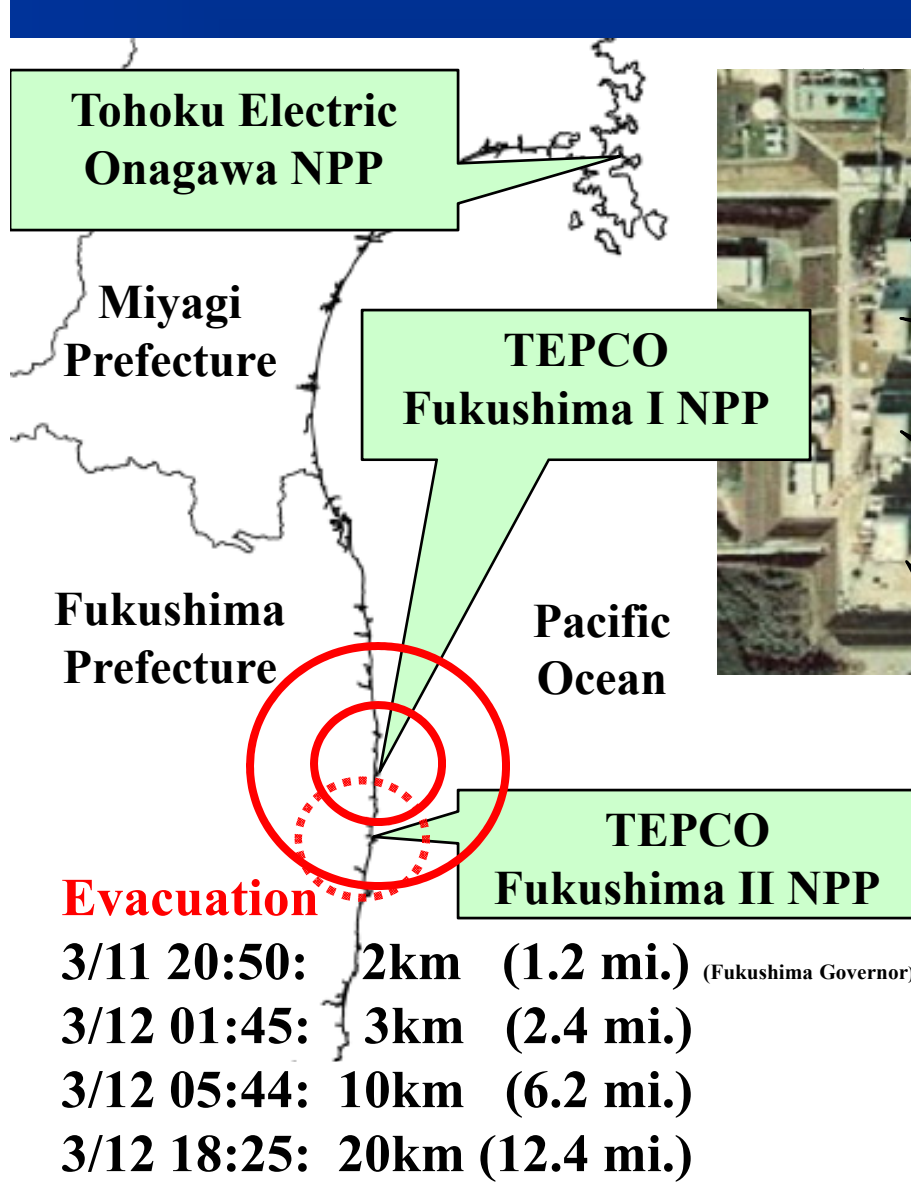 Tohoku Electric
Onagawa NPP
Miyagi
Prefecture
TEPCO
Fukushima I NPP
Fukushima
Prefecture
Pacific
Ocean
TEPCO
Fukushima II NPP
Evacuation
3/11 20:50: 2km (1.2 mi.) (Fukushima Governor)
3/12 01:45: 3km (2.4 mi.)
3/12 05:44: 10km (6.2 mi.)
3/12 18:25: 20km (12.4 mi.)